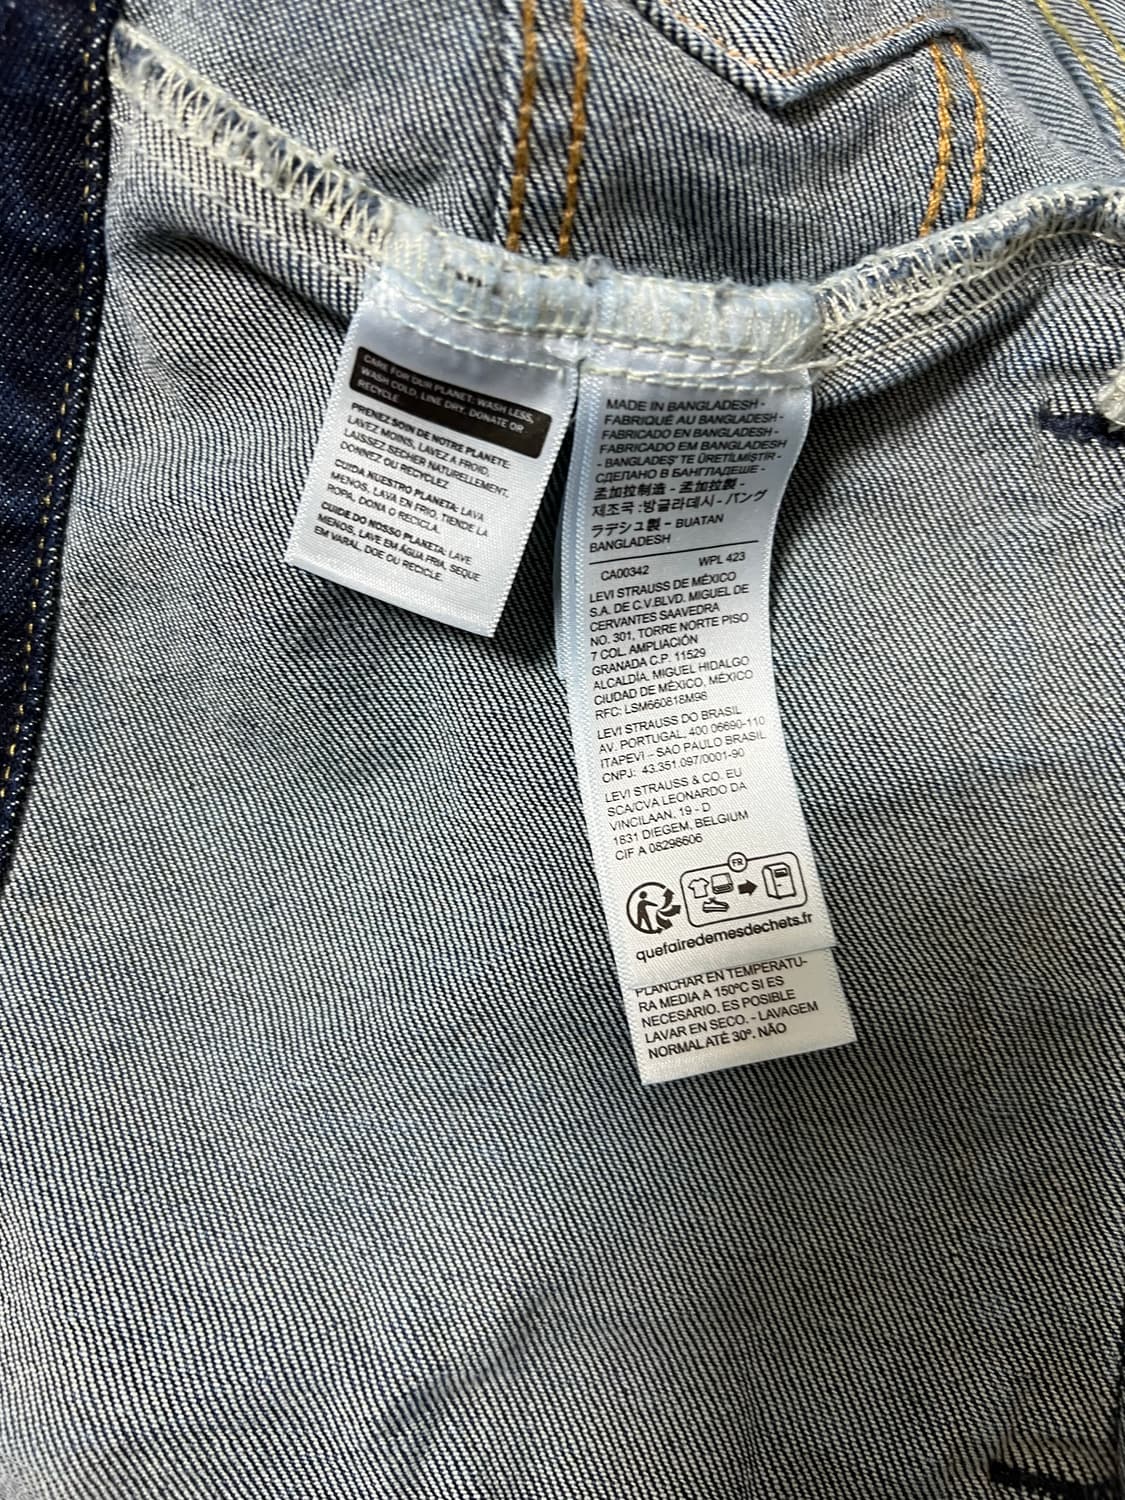 CARE FOR OUR PLANET: WASH LESS,
WASH COLD, LINE DRY, DONATE OR
RECYCLE.
PRENEZ SOIN DE NOTRE PLANETE:
LAVEZ MOINS, LAVEZ A FROID,
LAISSEZ-SECHER NATURELLEMENT,
DONNEZ OU RECYCLEZ
CUIDA NUESTRO PLANETA: LAVA
MENOS, LAVA EN FRIO, TIENDE LA
ROPA, DONA O RECICLA.
CUIDE DO NOSSO PLANETA: LAVE
MENOS, LAVE EM ÁGUA FRIA, SEQUE
EM VARAL, DOE OU RECICLE.
MADE IN BANGLADESH -
FABRIQUÉ AU BANGLADESH -
FABRICADO EN BANGLADESH -
FABRICADO EM BANGLADESH
- BANGLADEŞ' TE ÜRETİLMİŞTİR -
СДЕЛАНО В БАНГЛАДЕШЕ -
孟加拉制造 - 孟加拉製 -
제조국 :방글라데시 - バング
ラデシュ製 - BUATAN
BANGLADESH
CA00342 WPL 423
LEVI STRAUSS DE MÉXICO
S.A. DE C.V.BLVD. MIGUEL DE
CERVANTES SAAVEDRA
NO. 301, TORRE NORTE PISO
7 COL. AMPLIACIÓN
GRANADA C.P. 11529
ALCALDÍA. MIGUEL HIDALGO
CIUDAD DE MÉXICO, MÉXICO
RFC: LSM660818M98
LEVI STRAUSS DO BRASIL
AV. PORTUGAL, 400 06690-110
ITAPEVI – SAO PAULO BRASIL
CNPJ: 43.351.097/0001-90
LEVI STRAUSS & CO. EU
SCA/CVA LEONARDO DA
VINCILAAN, 19 - D
1831 DIEGEM, BELGIUM
CIF A 08298606
FR
quefairedemesdechets.fr
PLANCHAR EN TEMPERATU-
RA MEDIA A 150ºC SI ES
NECESARIO. ES POSIBLE
LAVAR EN SECO. - LAVAGEM
NORMAL ATÉ 30º. NÃO